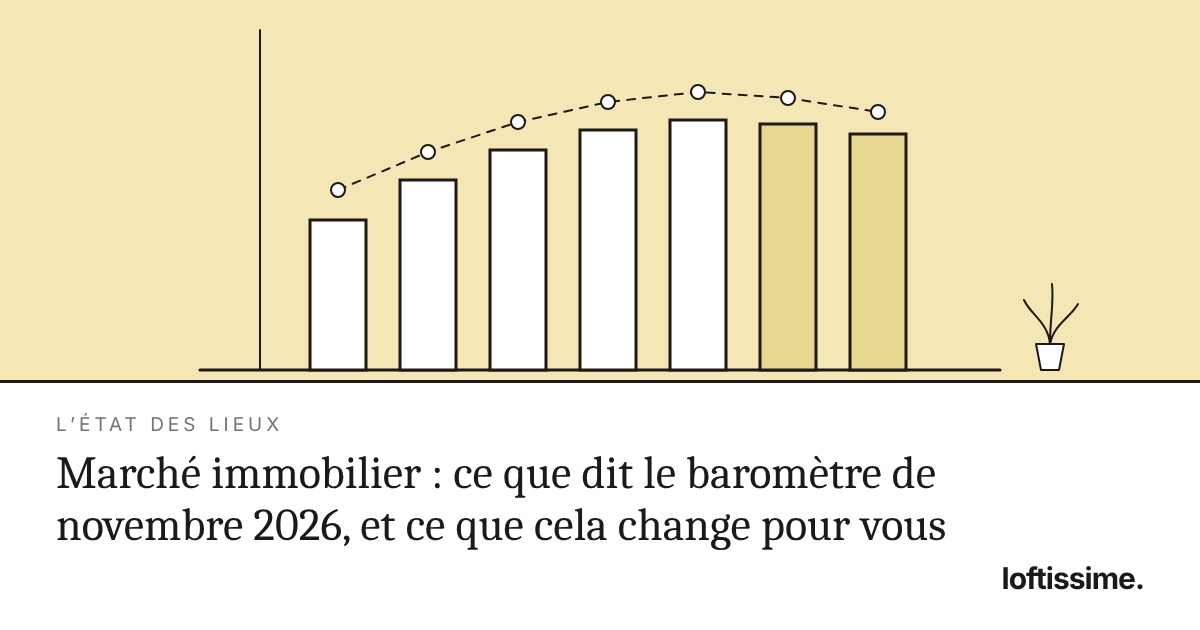 L’ÉTAT DES LIEUX
Marché immobilier : ce que dit le baromètre de
novembre 2026, et ce que cela change pour vous
loftissime.